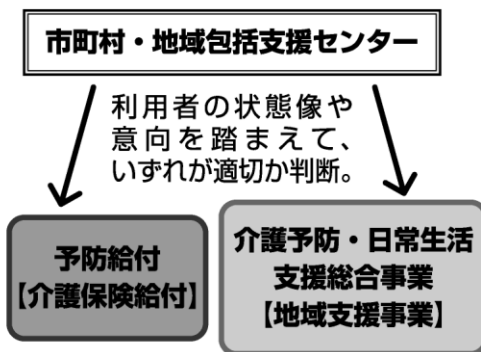 市町村・地域包括支援センター
利用者の状態像や
意向を踏まえて、
いずれが適切か判断。
予防給付
【介護保険給付】
介護予防・日常生活
支援総合事業
【地域支援事業】